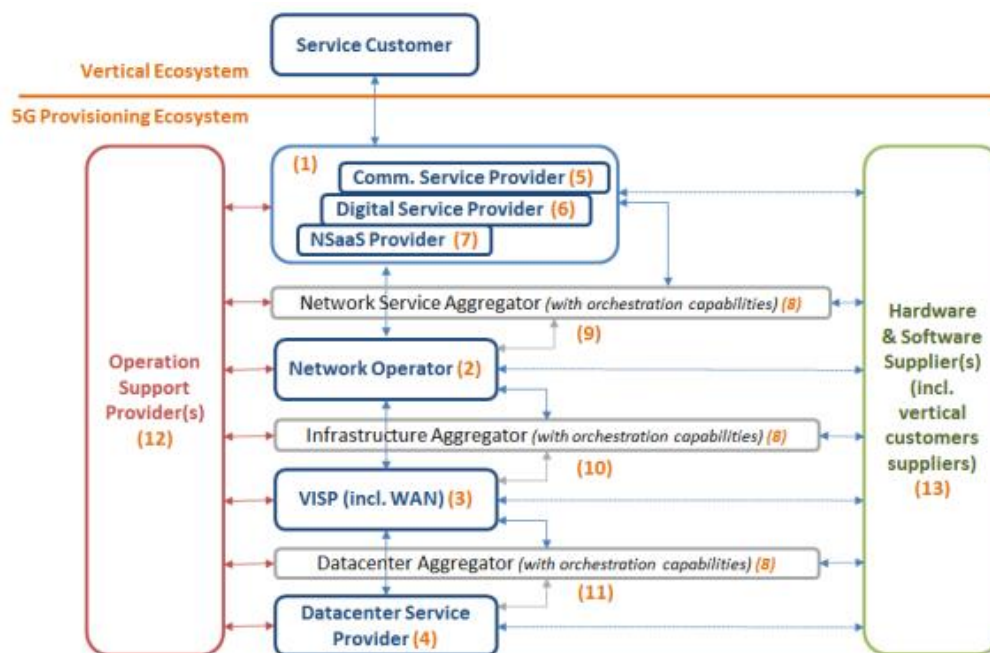 Service Customer
Vertical Ecosystem
5G Provisioning Ecosystem
(1)
Comm. Service Provider (5)
Digital Service Provider (6)
NSaaS Provider (7)
Network Service Aggregator (with orchestration capabilities) (8)
(9)
Network Operator (2)
Infrastructure Aggregator (with orchestration capabilities) (8)
(10)
VISP (incl. WAN) (3)
Datacenter Aggregator (with orchestration capabilities) (8)
(11)
Datacenter Service
Provider (4)
Operation
Support
Provider(s)
(12)
Hardware
& Software
Supplier(s)
(incl.
vertical
customers
suppliers)
(13)